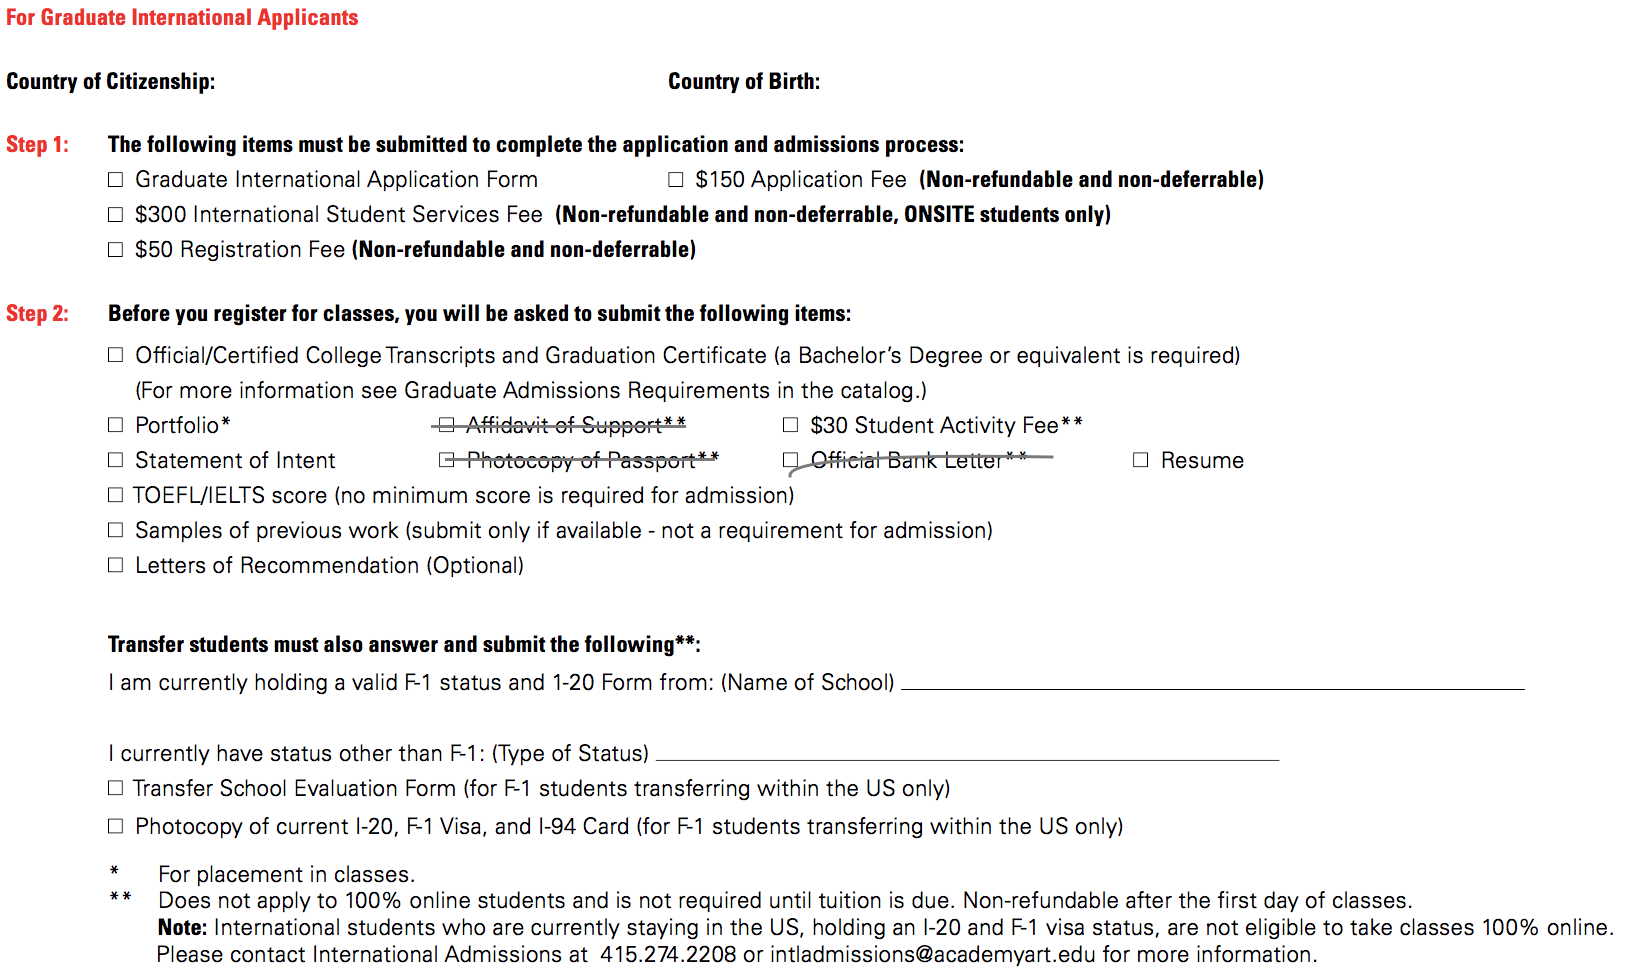 For Graduate International Applicants
Country of Citizenship: Country of Birth:
Step 1: The following items must be submitted to complete the application and admissions process:
☐ Graduate International Application Form ☐ $150 Application Fee (Non-refundable and non-deferrable)
☐ $300 International Student Services Fee (Non-refundable and non-deferrable, ONSITE students only)
☐ $50 Registration Fee (Non-refundable and non-deferrable)
Step 2: Before you register for classes, you will be asked to submit the following items:
☐ Official/Certified College Transcripts and Graduation Certificate (a Bachelor's Degree or equivalent is required)
(For more information see Graduate Admissions Requirements in the catalog.)
☐ Portfolio* ☐ Affidavit of Support** ☐ $30 Student Activity Fee**
☐ Statement of Intent ☐ Photocopy of Passport** ☐ Official Bank Letter** ☐ Resume
☐ TOEFL/IELTS score (no minimum score is required for admission)
☐ Samples of previous work (submit only if available - not a requirement for admission)
☐ Letters of Recommendation (Optional)
Transfer students must also answer and submit the following**:
I am currently holding a valid F-1 status and 1-20 Form from: (Name of School)
I currently have status other than F-1: (Type of Status)
☐ Transfer School Evaluation Form (for F-1 students transferring within the US only)
☐ Photocopy of current I-20, F-1 Visa, and I-94 Card (for F-1 students transferring within the US only)
* For placement in classes.
** Does not apply to 100% online students and is not required until tuition is due. Non-refundable after the first day of classes.
Note: International students who are currently staying in the US, holding an I-20 and F-1 visa status, are not eligible to take classes 100% online.
Please contact International Admissions at 415.274.2208 or intladmissions@academyart.edu for more information.